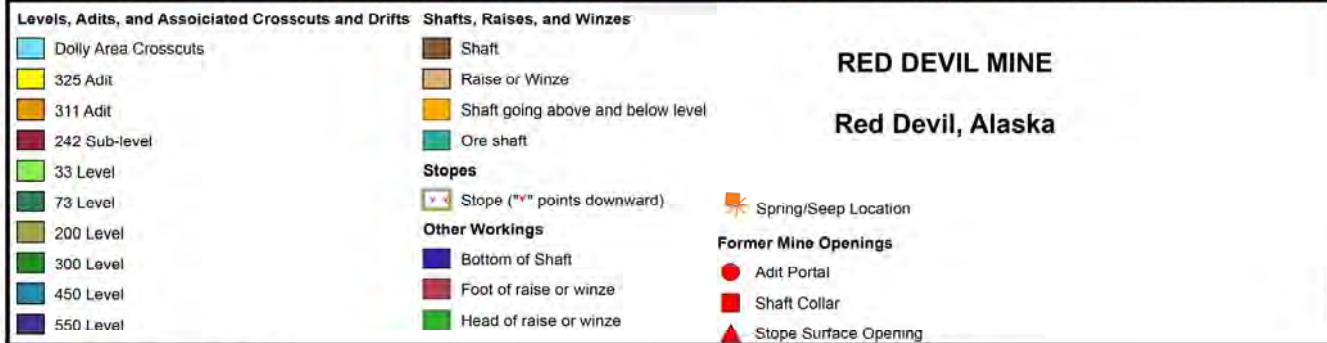 Levels, Adits, and Assoiciated Crosscuts and Drifts
Dolly Area Crosscuts
325 Adit
311 Adit
242 Sub-level
33 Level
73 Level
200 Level
300 Level
450 Level
550 Level
Shafts, Raises, and Winzes
Shaft
Raise or Winze
Shaft going above and below level
Ore shaft
Stopes
Stope ("Y" points downward)
Other Workings
Bottom of Shaft
Foot of raise or winze
Head of raise or winze
RED DEVIL MINE
Red Devil, Alaska
Spring/Seep Location
Former Mine Openings
Adit Portal
Shaft Collar
Stope Surface Opening